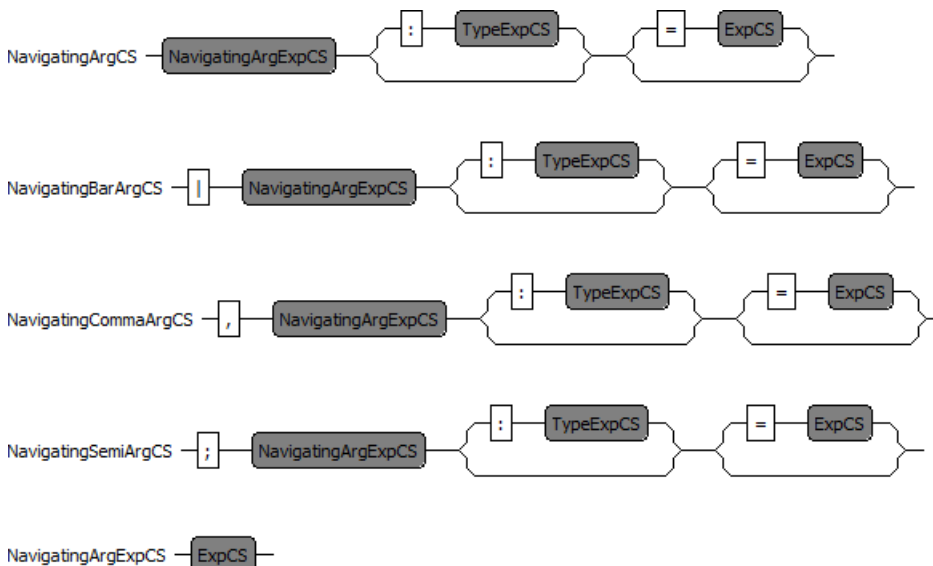 NavigatingArgCS NavigatingArgExpCS : TypeExpCS = ExpCS
NavigatingBarArgCS | NavigatingArgExpCS : TypeExpCS = ExpCS
NavigatingCommaArgCS , NavigatingArgExpCS : TypeExpCS = ExpCS
NavigatingSemiArgCS ; NavigatingArgExpCS : TypeExpCS = ExpCS
NavigatingArgExpCS ExpCS